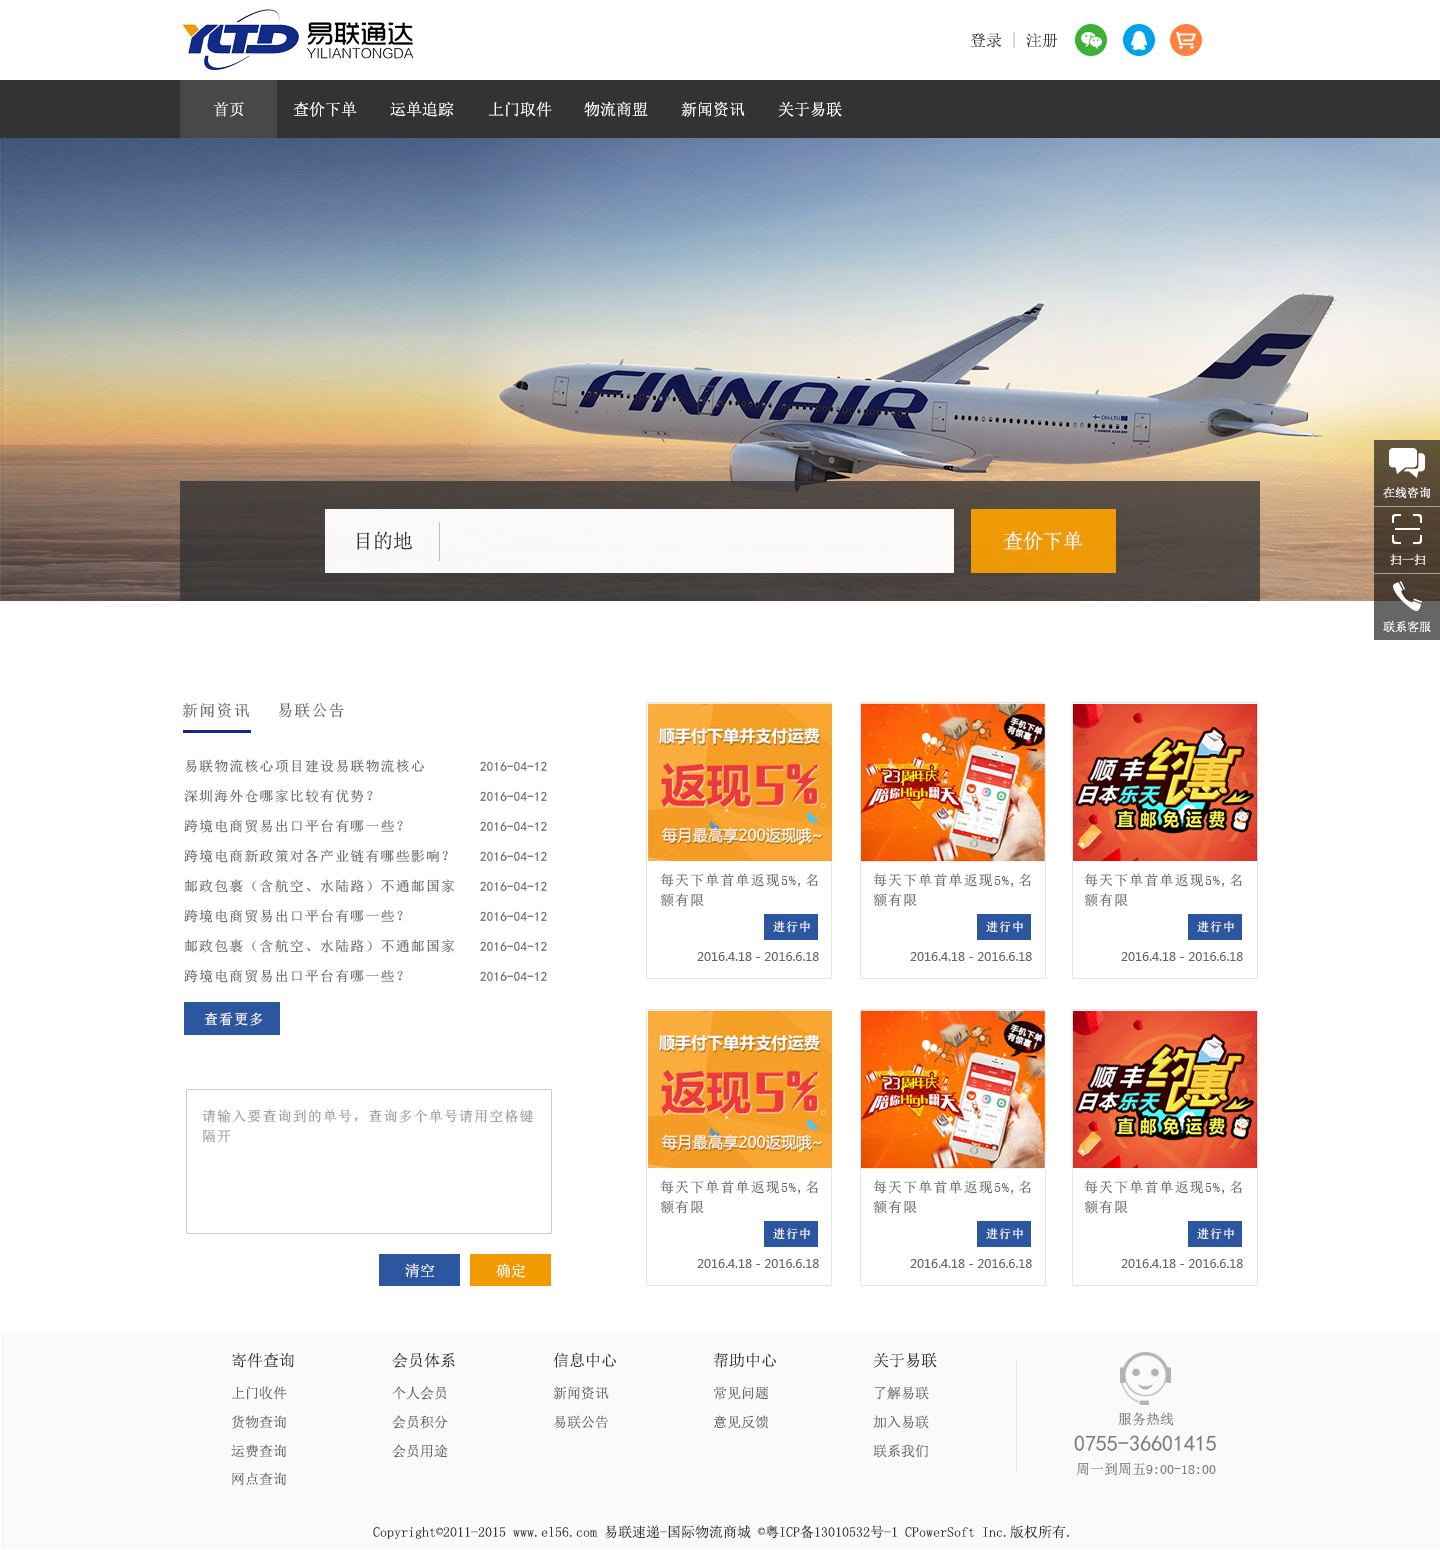 YLTD 易联通达
YILIANTONGDA
登录 | 注册
首页 查价下单 运单追踪 上门取件 物流商盟 新闻资讯 关于易联
FINNAIR
OH-LTU
目的地
查价下单
在线咨询
扫一扫
联系客服
新闻资讯 易联公告
易联物流核心项目建设易联物流核心 2016-04-12
深圳海外仓哪家比较有优势? 2016-04-12
跨境电商贸易出口平台有哪一些? 2016-04-12
跨境电商新政策对各产业链有哪些影响? 2016-04-12
邮政包裹（含航空、水陆路）不通邮国家 2016-04-12
跨境电商贸易出口平台有哪一些? 2016-04-12
邮政包裹（含航空、水陆路）不通邮国家 2016-04-12
跨境电商贸易出口平台有哪一些? 2016-04-12
查看更多
请输入要查询到的单号，查询多个单号请用空格键
隔开
清空 确定
顺手付下单并支付运费
返现5%
每月最高享200返现哦~
每天下单首单返现5%,名
额有限
进行中
2016.4.18 - 2016.6.18
手机下单
有惊喜!
23周年庆
陪你High翻天
每天下单首单返现5%,名
额有限
进行中
2016.4.18 - 2016.6.18
顺丰约惠
日本乐天
直邮免运费
每天下单首单返现5%,名
额有限
进行中
2016.4.18 - 2016.6.18
顺手付下单并支付运费
返现5%
每月最高享200返现哦~
每天下单首单返现5%,名
额有限
进行中
2016.4.18 - 2016.6.18
手机下单
有惊喜!
23周年庆
陪你High翻天
每天下单首单返现5%,名
额有限
进行中
2016.4.18 - 2016.6.18
顺丰约惠
日本乐天
直邮免运费
每天下单首单返现5%,名
额有限
进行中
2016.4.18 - 2016.6.18
寄件查询
上门收件
货物查询
运费查询
网点查询
会员体系
个人会员
会员积分
会员用途
信息中心
新闻资讯
易联公告
帮助中心
常见问题
意见反馈
关于易联
了解易联
加入易联
联系我们
服务热线
0755-36601415
周一到周五9:00-18:00
Copyright©2011-2015 www.el56.com 易联速递-国际物流商城 ©粤ICP备13010532号-1 CPowerSoft Inc.版权所有.